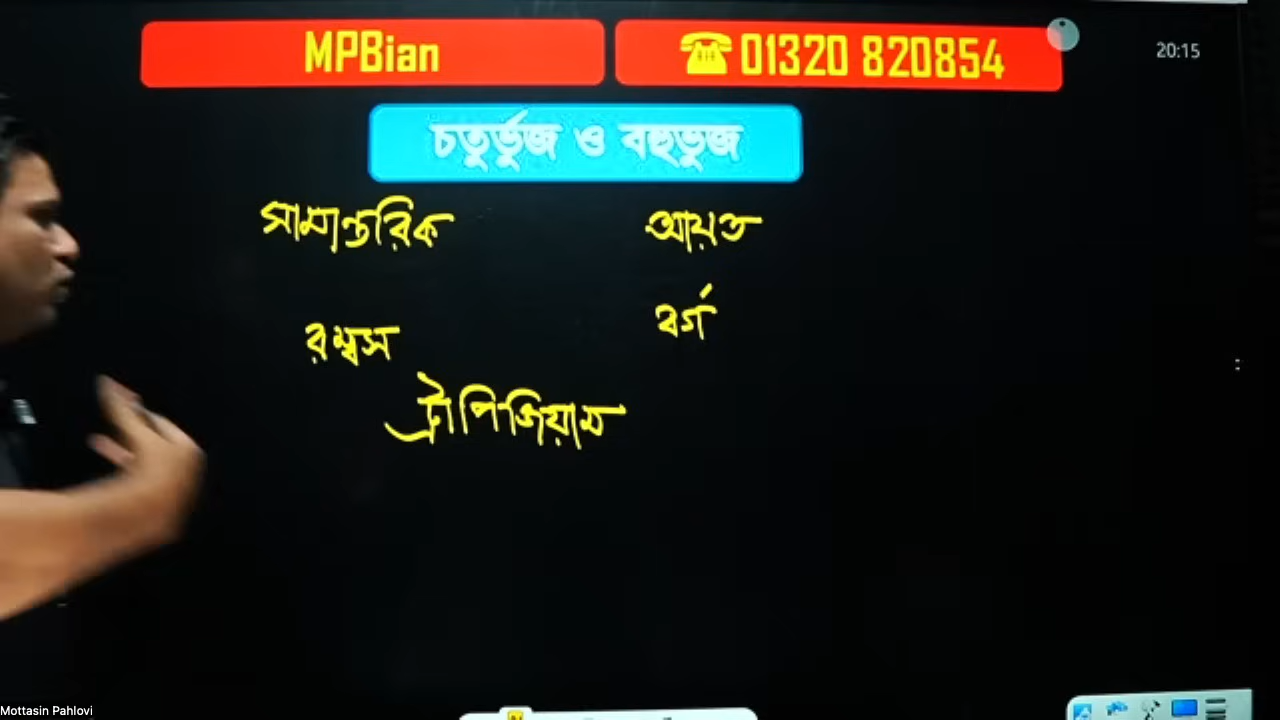 MPBian
☎ 01320 820854
20:15
চতুর্ভুজ ও বহুভুজ
সামান্তরিক
আয়ত
বর্গ
রম্বস
ট্রাপিজিয়াম
Mottasin Pahlovi